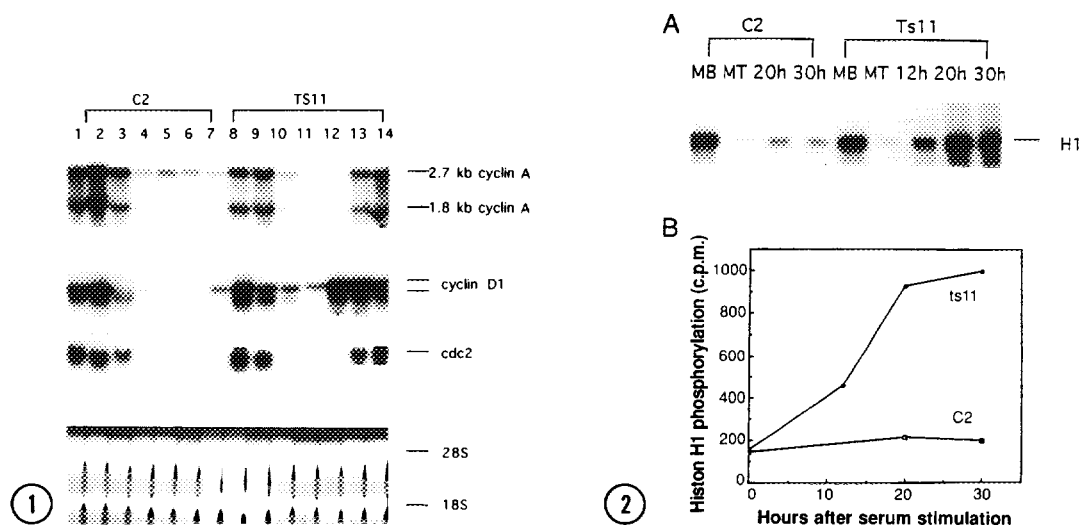 C2 TS11
1 2 3 4 5 6 7 8 9 10 11 12 13 14
2.7 kb cyclin A
1.8 kb cyclin A
cyclin D1
cdc2
28S
18S
1
A
C2 Ts11
MB MT 20h 30h MB MT 12h 20h 30h
H1
B
Histon H1 phosphorylation (c.p.m.)
1000
800
600
400
200
0
ts11
C2
0 10 20 30
Hours after serum stimulation
2